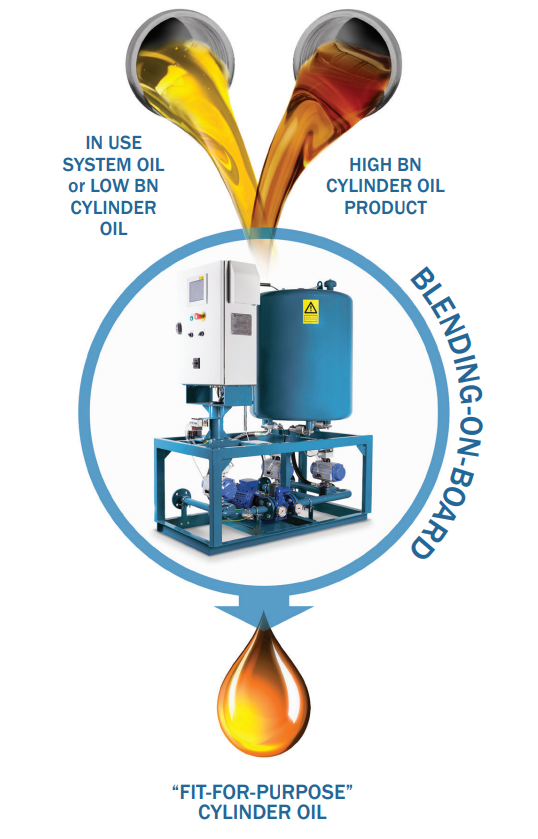 IN USE
SYSTEM OIL
or LOW BN
CYLINDER
OIL
HIGH BN
CYLINDER OIL
PRODUCT
BLENDING-ON-BOARD
“FIT-FOR-PURPOSE”
CYLINDER OIL